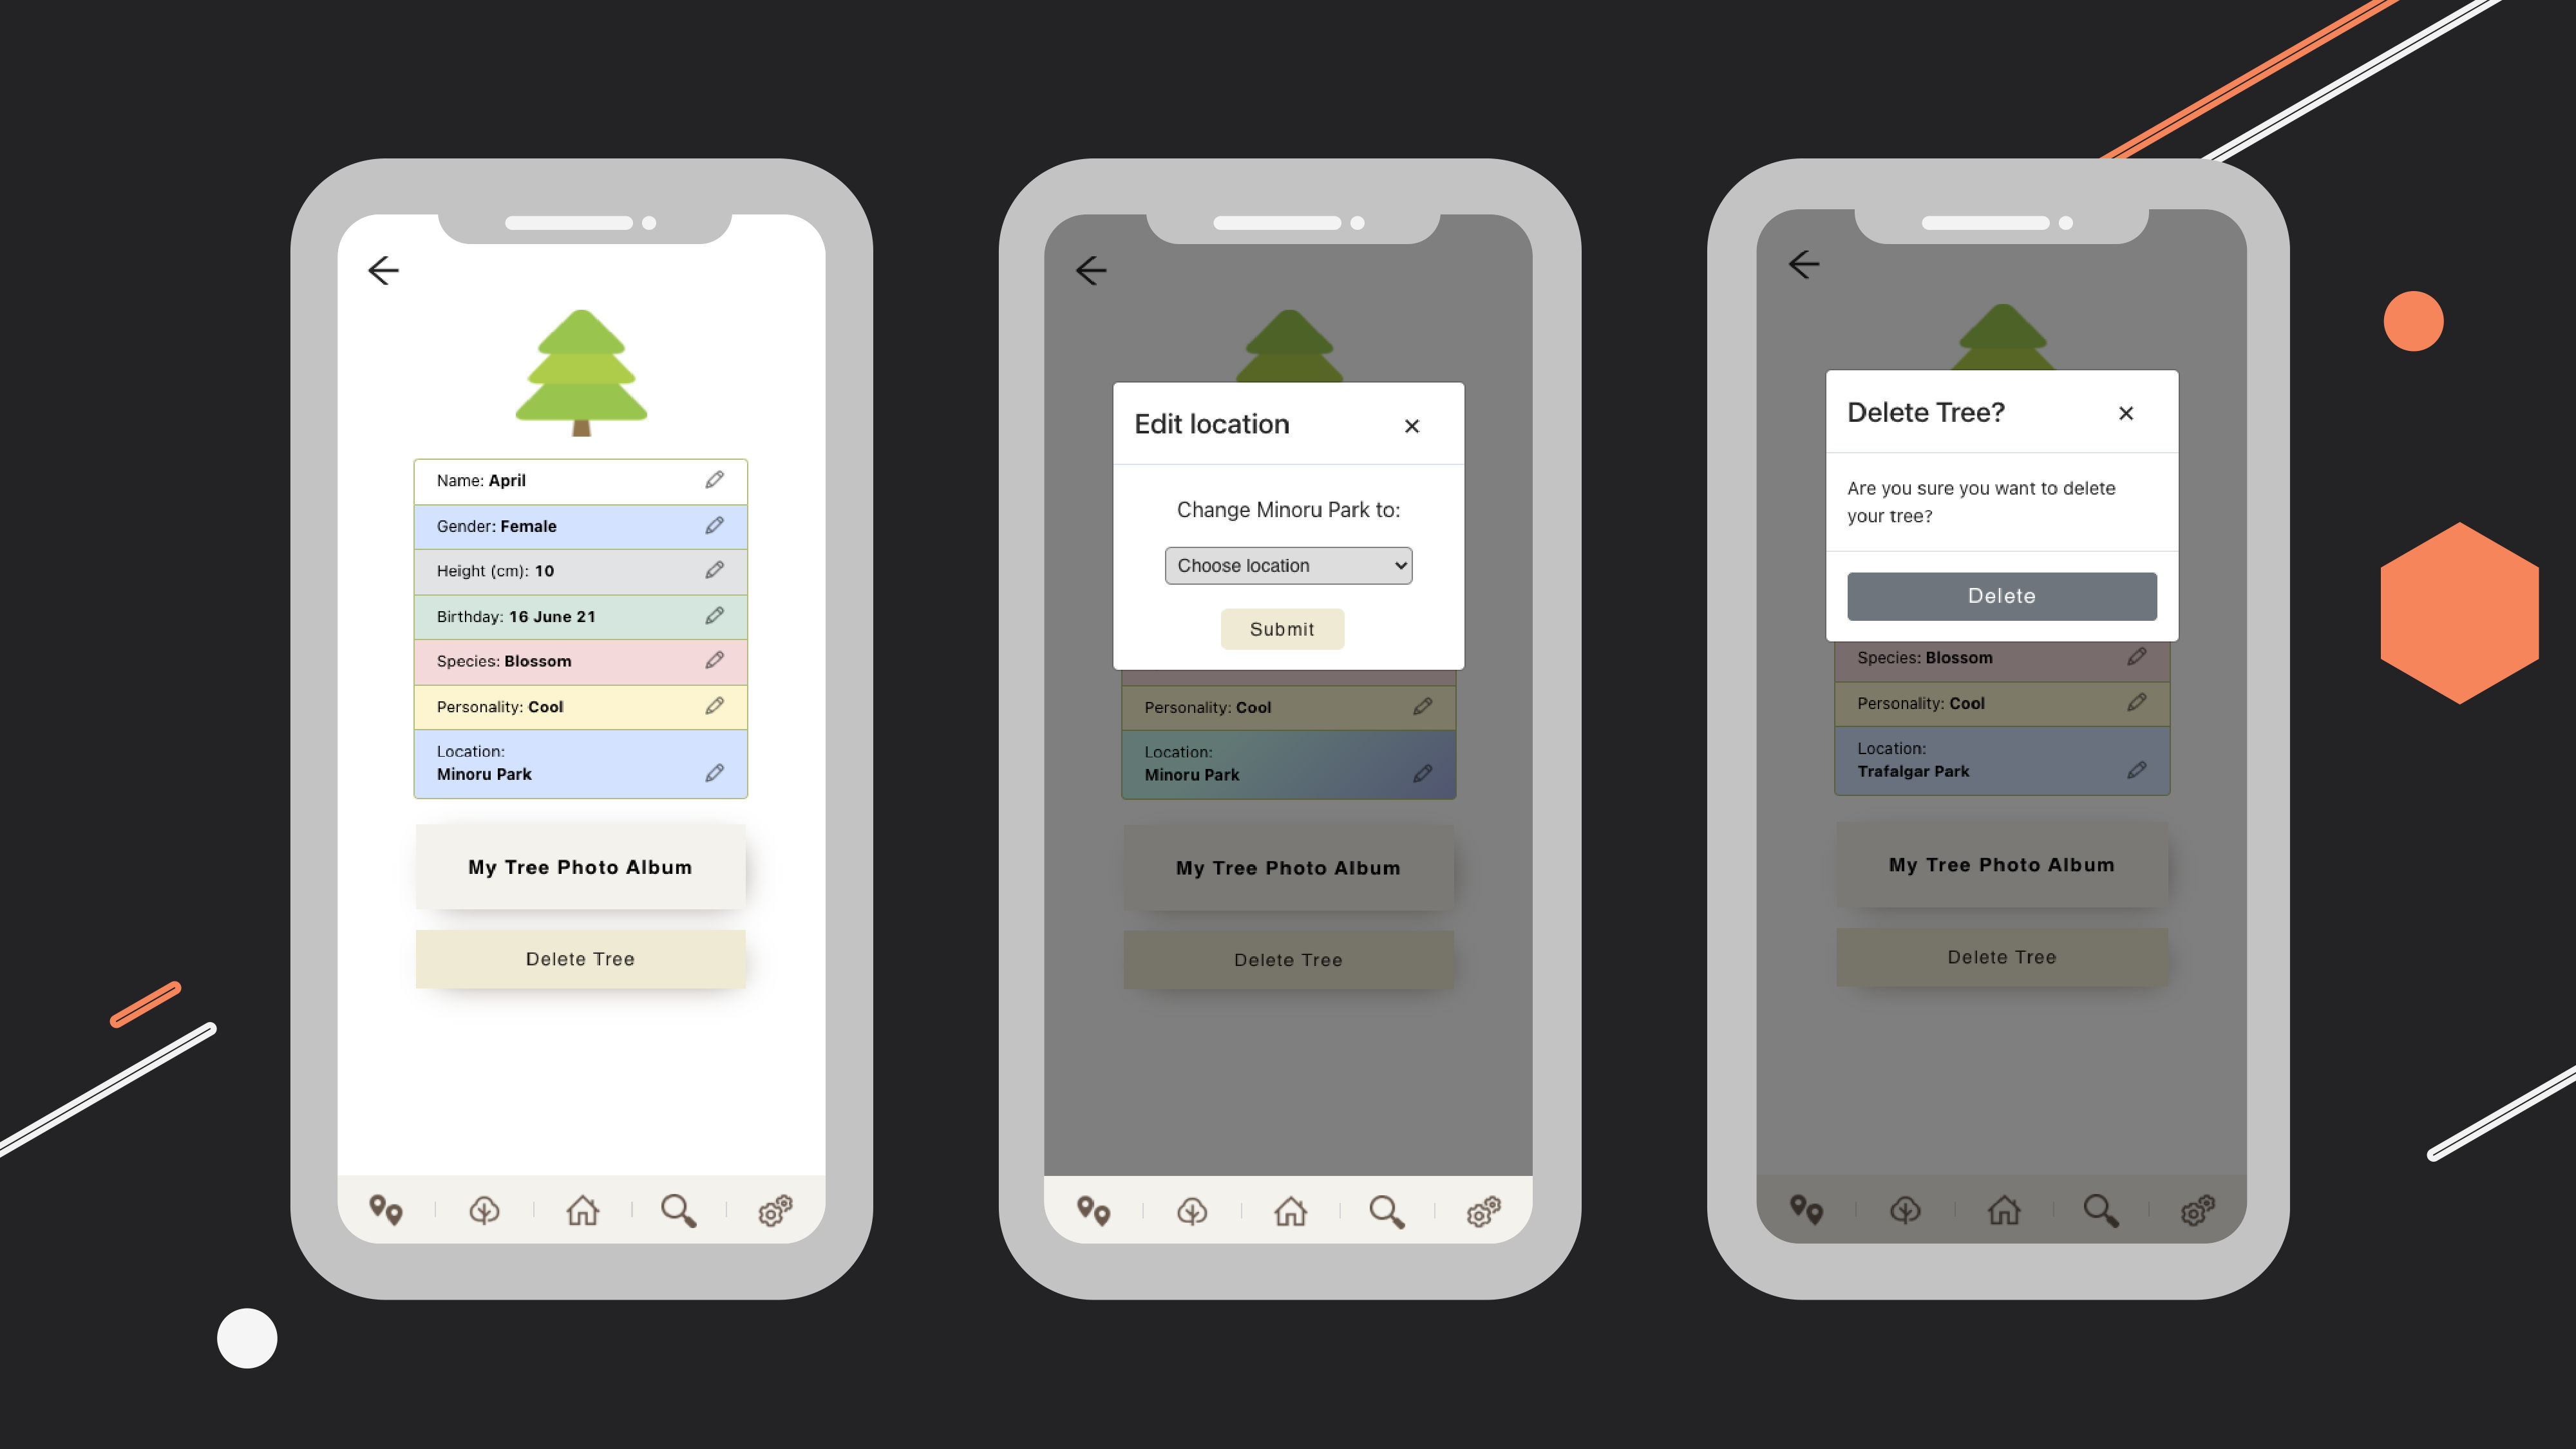 Name: April
Gender: Female
Height (cm): 10
Birthday: 16 June 21
Species: Blossom
Personality: Cool
Location:
Minoru Park
My Tree Photo Album
Delete Tree
Edit location ×
Change Minoru Park to:
Choose location
Submit
Personality: Cool
Location:
Minoru Park
My Tree Photo Album
Delete Tree
Delete Tree? ×
Are you sure you want to delete
your tree?
Delete
Species: Blossom
Personality: Cool
Location:
Trafalgar Park
My Tree Photo Album
Delete Tree